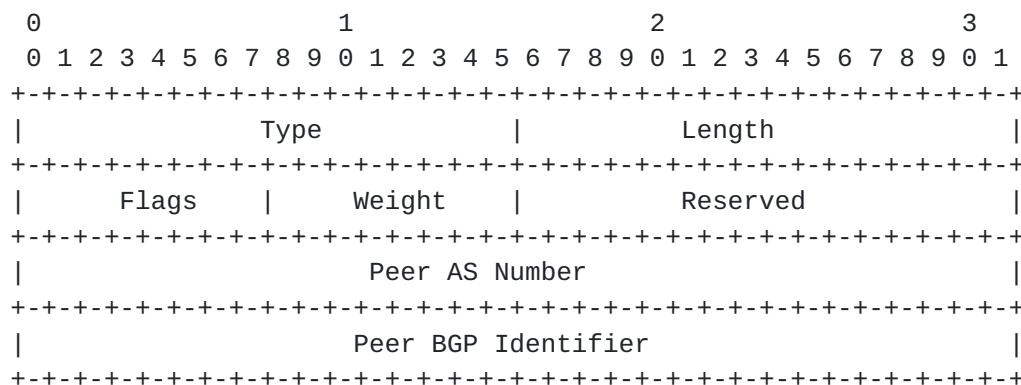 0                   1                   2                   3
 0 1 2 3 4 5 6 7 8 9 0 1 2 3 4 5 6 7 8 9 0 1 2 3 4 5 6 7 8 9 0 1
+-+-+-+-+-+-+-+-+-+-+-+-+-+-+-+-+-+-+-+-+-+-+-+-+-+-+-+-+-+-+-+-+
|               Type            |          Length               |
+-+-+-+-+-+-+-+-+-+-+-+-+-+-+-+-+-+-+-+-+-+-+-+-+-+-+-+-+-+-+-+-+
|      Flags    |     Weight    |          Reserved             |
+-+-+-+-+-+-+-+-+-+-+-+-+-+-+-+-+-+-+-+-+-+-+-+-+-+-+-+-+-+-+-+-+
|                      Peer AS Number                           |
+-+-+-+-+-+-+-+-+-+-+-+-+-+-+-+-+-+-+-+-+-+-+-+-+-+-+-+-+-+-+-+-+
|                     Peer BGP Identifier                       |
+-+-+-+-+-+-+-+-+-+-+-+-+-+-+-+-+-+-+-+-+-+-+-+-+-+-+-+-+-+-+-+-+